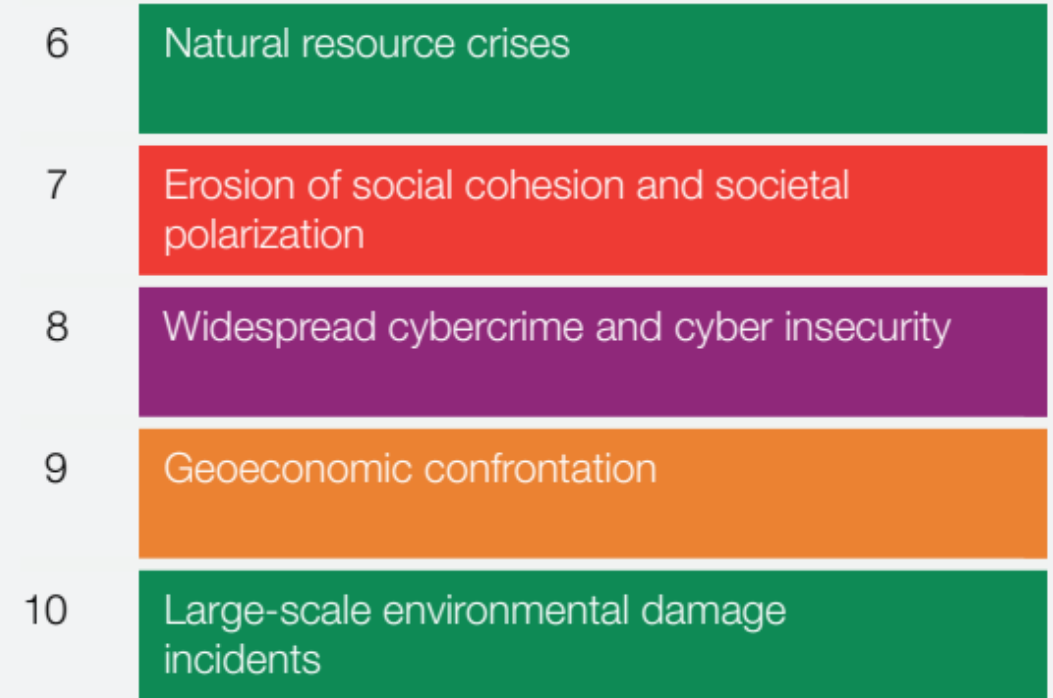 6 Natural resource crises
7 Erosion of social cohesion and societal
polarization
8 Widespread cybercrime and cyber insecurity
9 Geoeconomic confrontation
10 Large-scale environmental damage
incidents